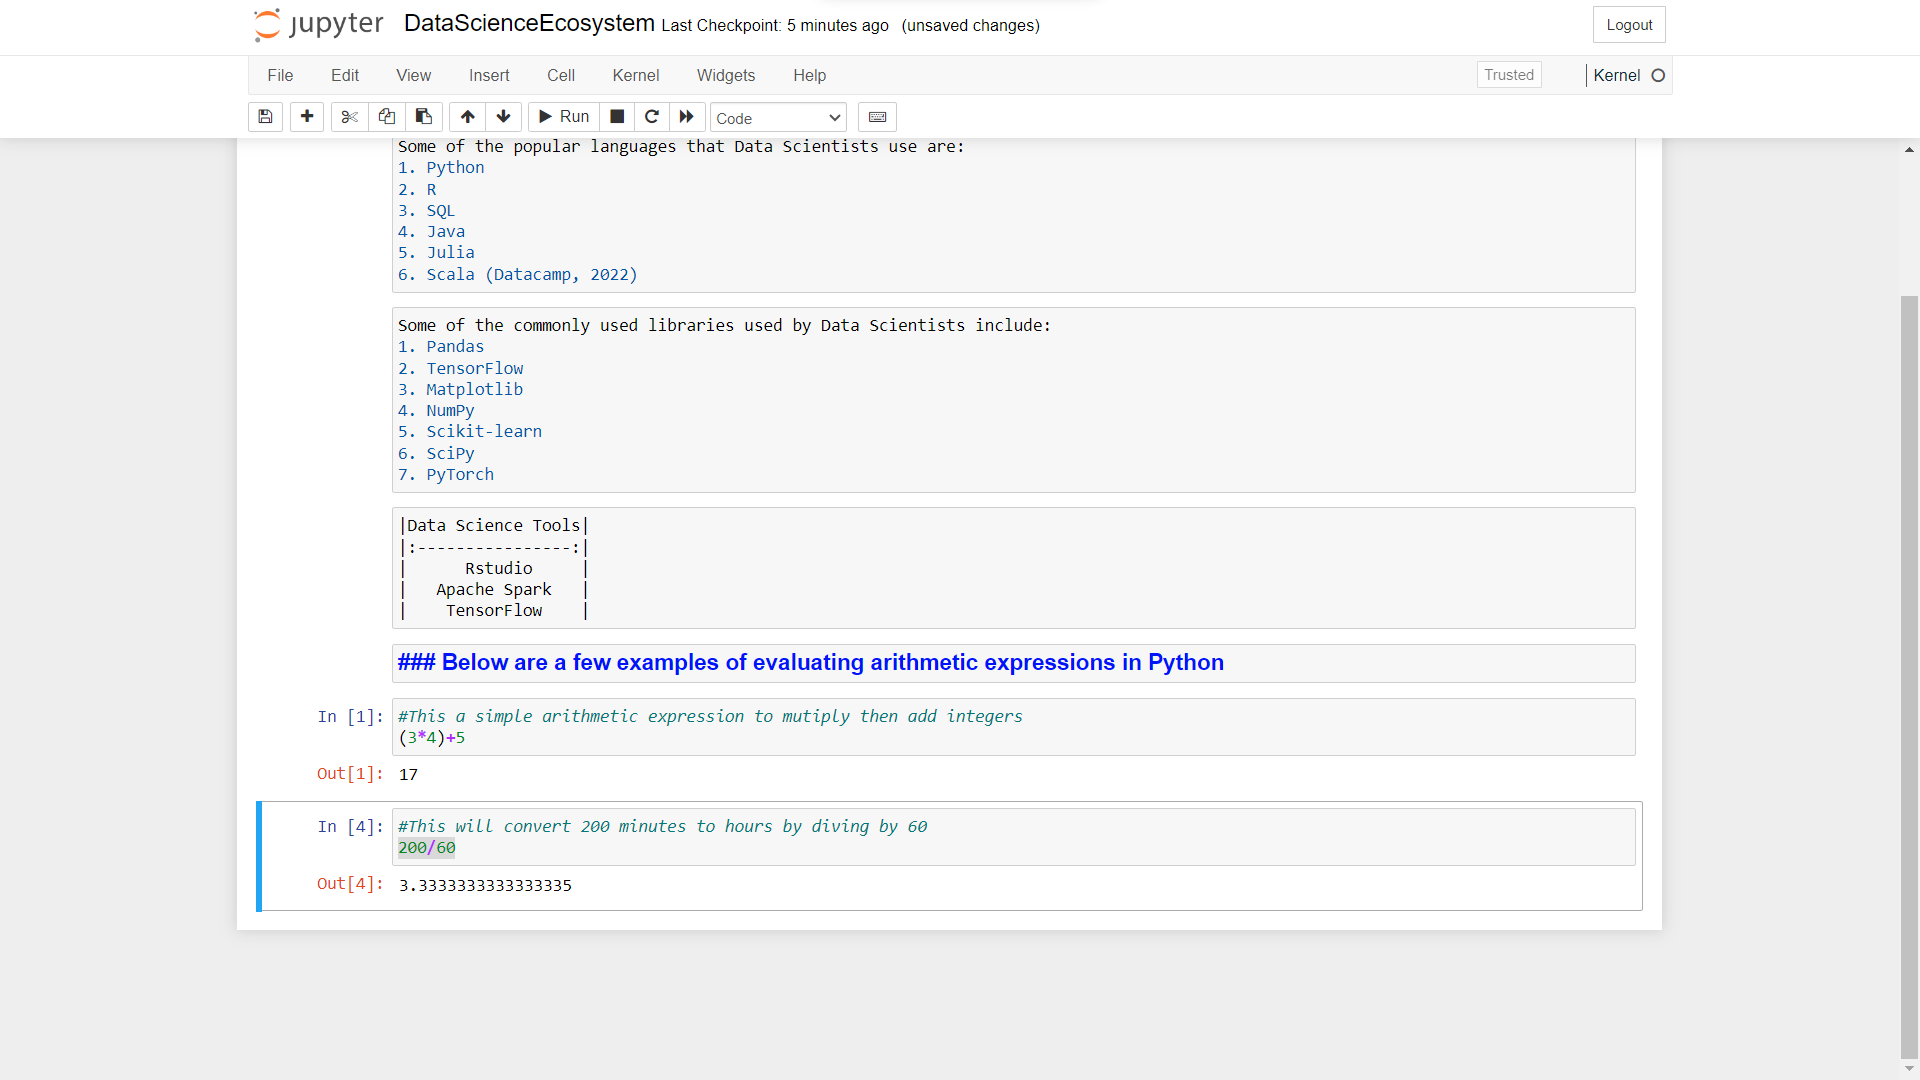 jupyter DataScienceEcosystem Last Checkpoint: 5 minutes ago (unsaved changes) Logout
File Edit View Insert Cell Kernel Widgets Help Trusted Kernel
Run Code
Some of the popular languages that Data Scientists use are:
1. Python
2. R
3. SQL
4. Java
5. Julia
6. Scala (Datacamp, 2022)
Some of the commonly used libraries used by Data Scientists include:
1. Pandas
2. TensorFlow
3. Matplotlib
4. NumPy
5. Scikit-learn
6. SciPy
7. PyTorch
|Data Science Tools|
|:----------------:|
| Rstudio |
| Apache Spark |
| TensorFlow |
### Below are a few examples of evaluating arithmetic expressions in Python
In [1]: #This a simple arithmetic expression to mutiply then add integers
(3*4)+5
Out[1]: 17
In [4]: #This will convert 200 minutes to hours by diving by 60
200/60
Out[4]: 3.3333333333333335